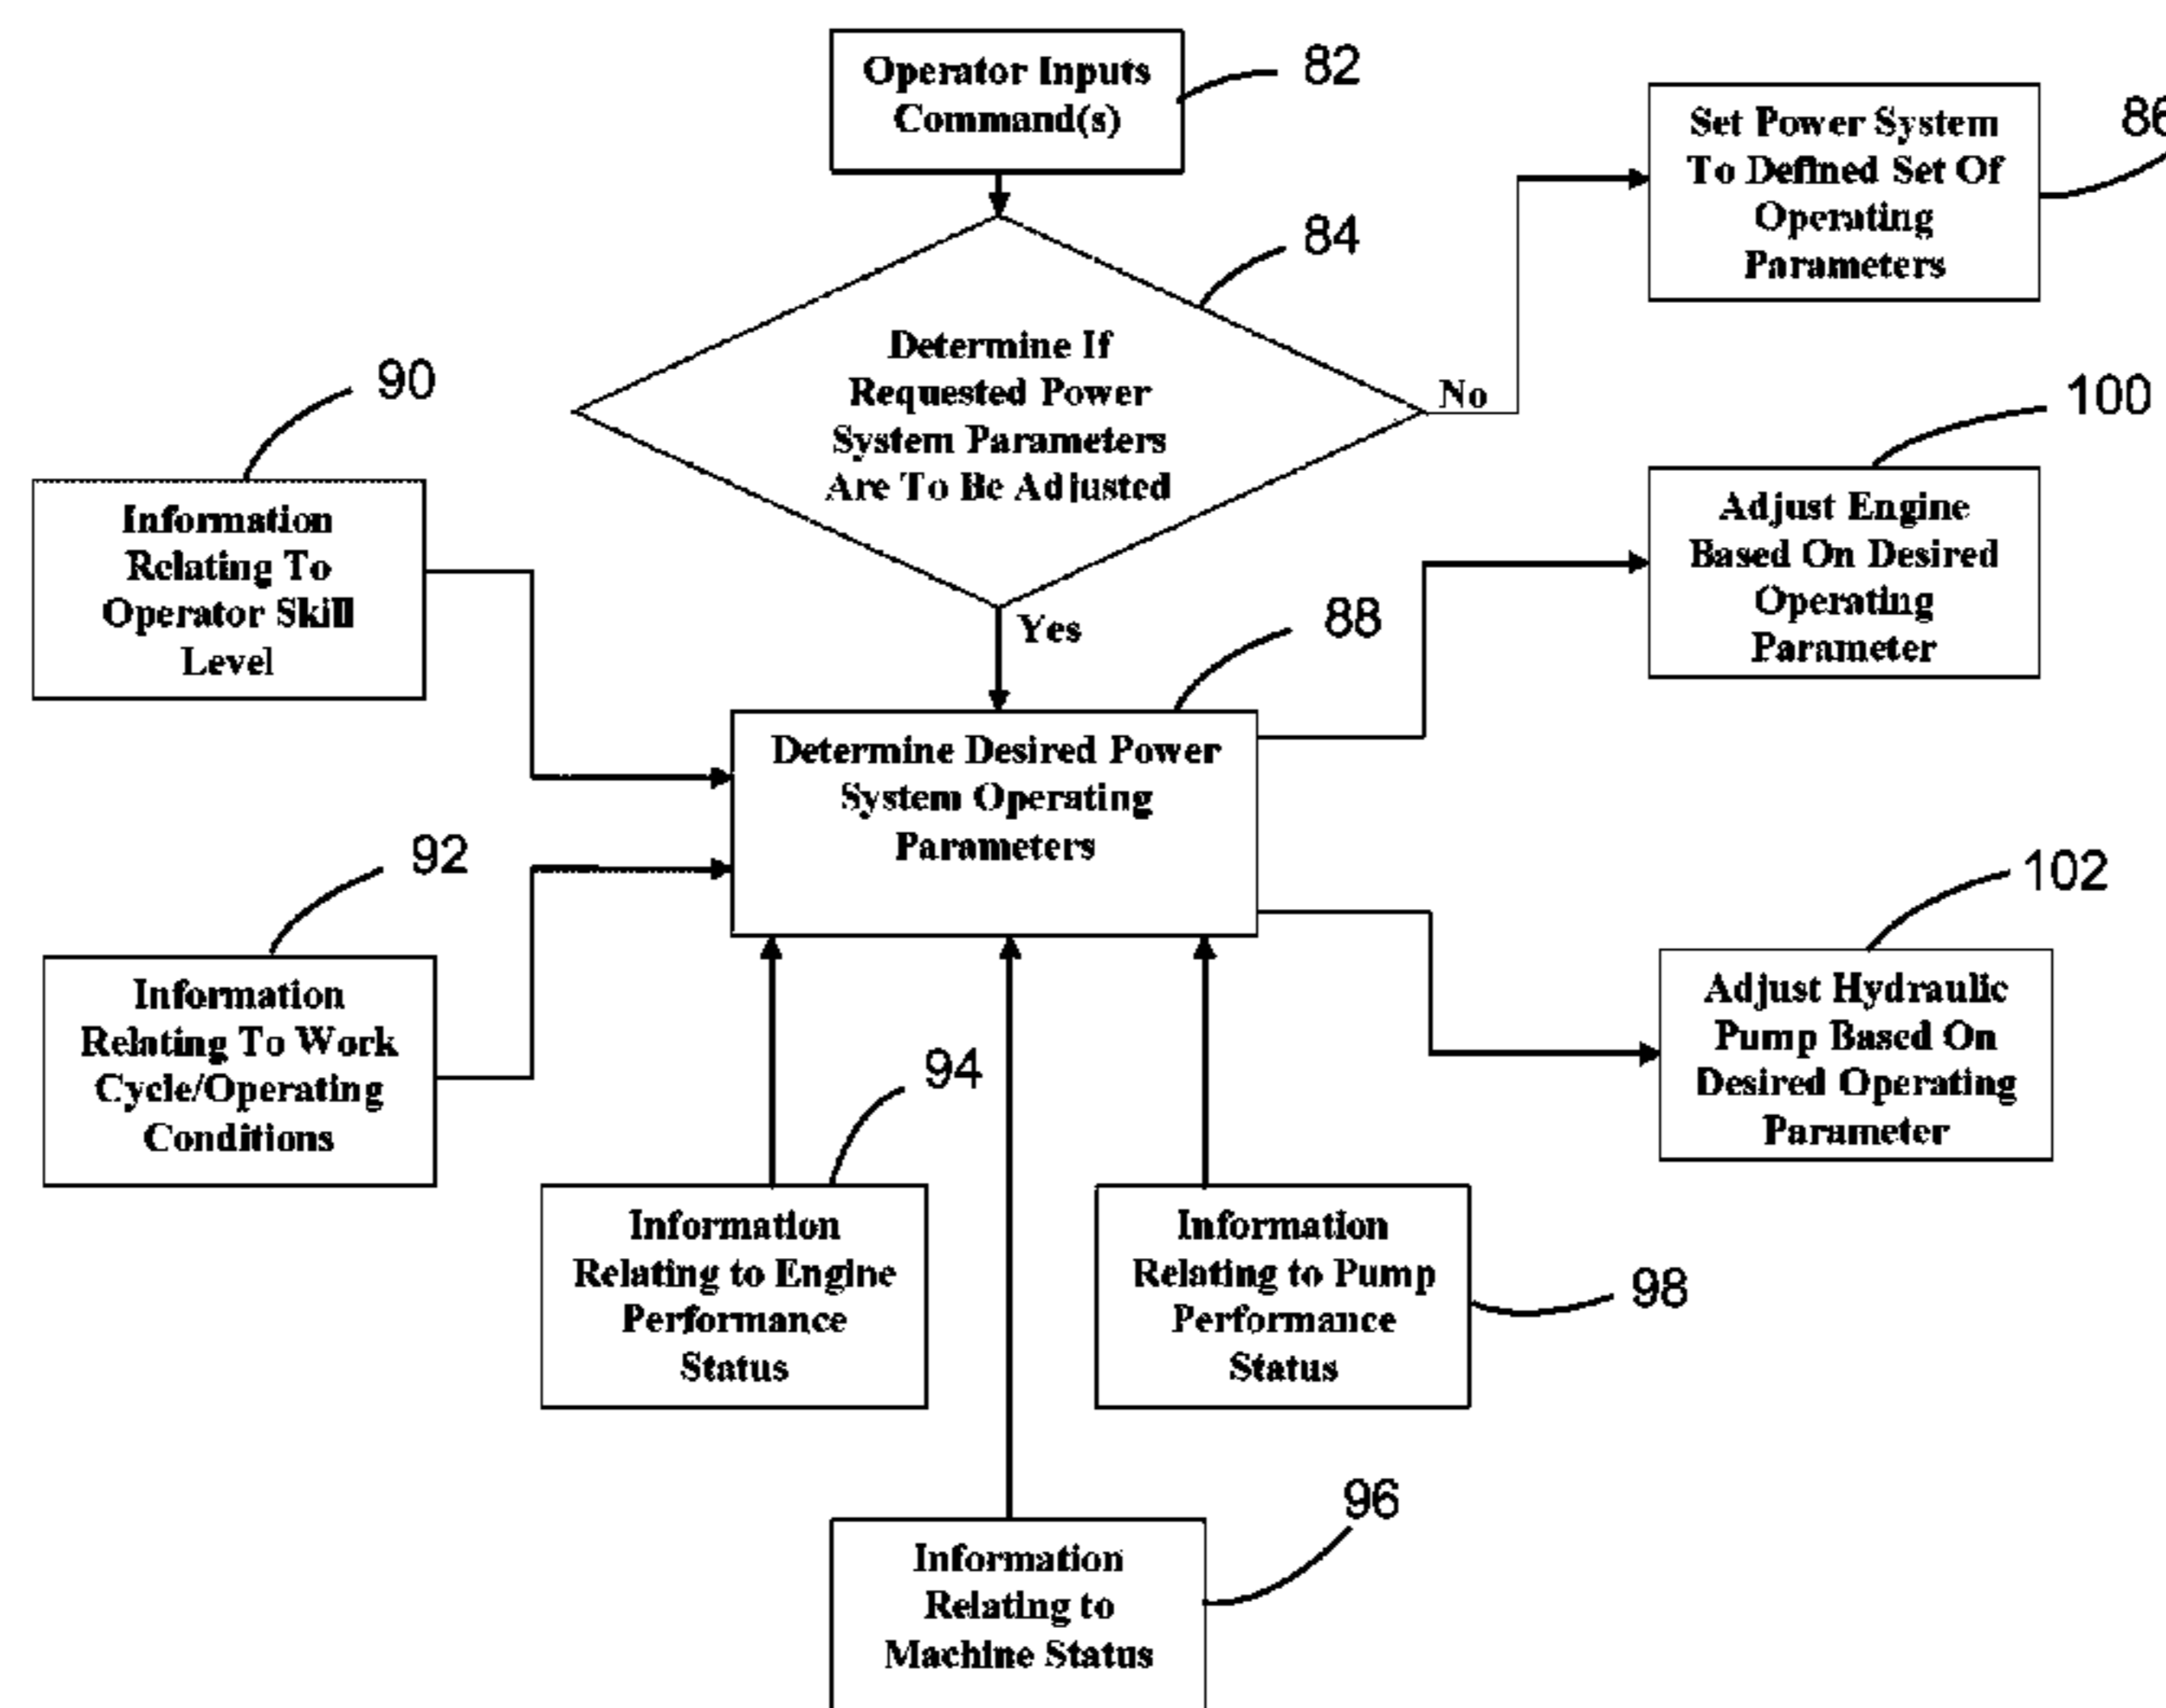 Operator Inputs
Command(s)
82
Set Power System
To Defined Set Of
Operating
Parameters
86
84
Determine If
Requested Power
System Parameters
Are To Be Adjusted
No
Yes
90
Information
Relating To
Operator Skill
Level
100
Adjust Engine
Based On Desired
Operating
Parameter
88
Determine Desired Power
System Operating
Parameters
92
Information
Relating To Work
Cycle/Operating
Conditions
102
Adjust Hydraulic
Pump Based On
Desired Operating
Parameter
94
Information
Relating to Engine
Performance
Status
Information
Relating to Pump
Performance
Status
98
96
Information
Relating to
Machine Status